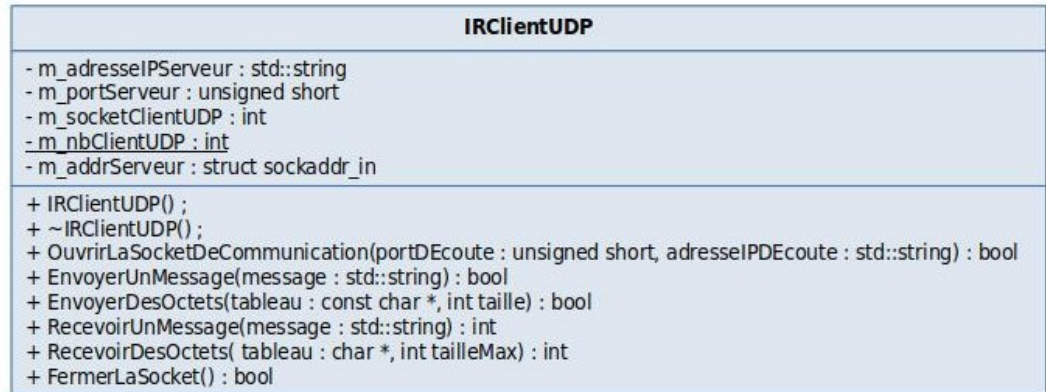 IRClientUDP
- m_adresseIPServeur : std::string
- m_portServeur : unsigned short
- m_socketClientUDP : int
- m_nbClientUDP : int
- m_addrServeur : struct sockaddr_in
+ IRClientUDP() ;
+ ~IRClientUDP() ;
+ OuvrirLaSocketDeCommunication(portDEcoute : unsigned short, adresseIPDEcoute : std::string) : bool
+ EnvoyerUnMessage(message : std::string) : bool
+ EnvoyerDesOctets(tableau : const char *, int taille) : bool
+ RecevoirUnMessage(message : std::string) : int
+ RecevoirDesOctets( tableau : char *, int tailleMax) : int
+ FermerLaSocket() : bool